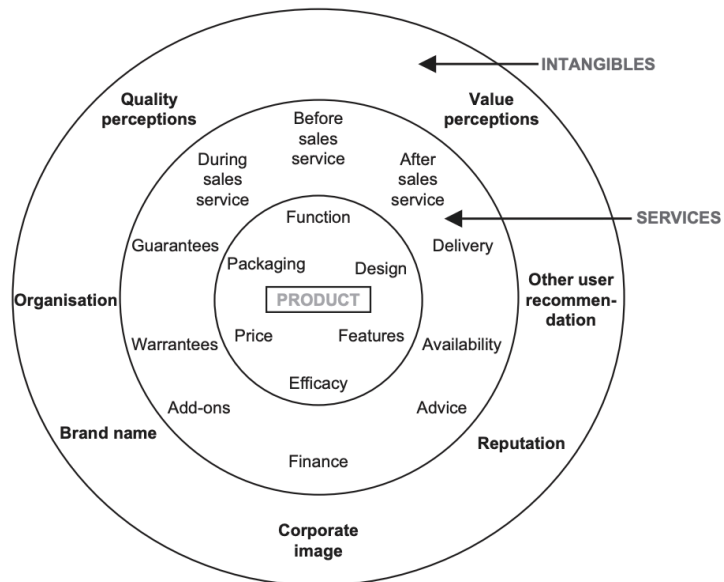 INTANGIBLES
Quality
perceptions
Value
perceptions
Before
sales
service
During
sales
service
After
sales
service
SERVICES
Function
Guarantees
Delivery
Packaging
Design
Organisation
PRODUCT
Other user
recommen-
dation
Price
Features
Warrantees
Availability
Efficacy
Add-ons
Advice
Brand name
Reputation
Finance
Corporate
image